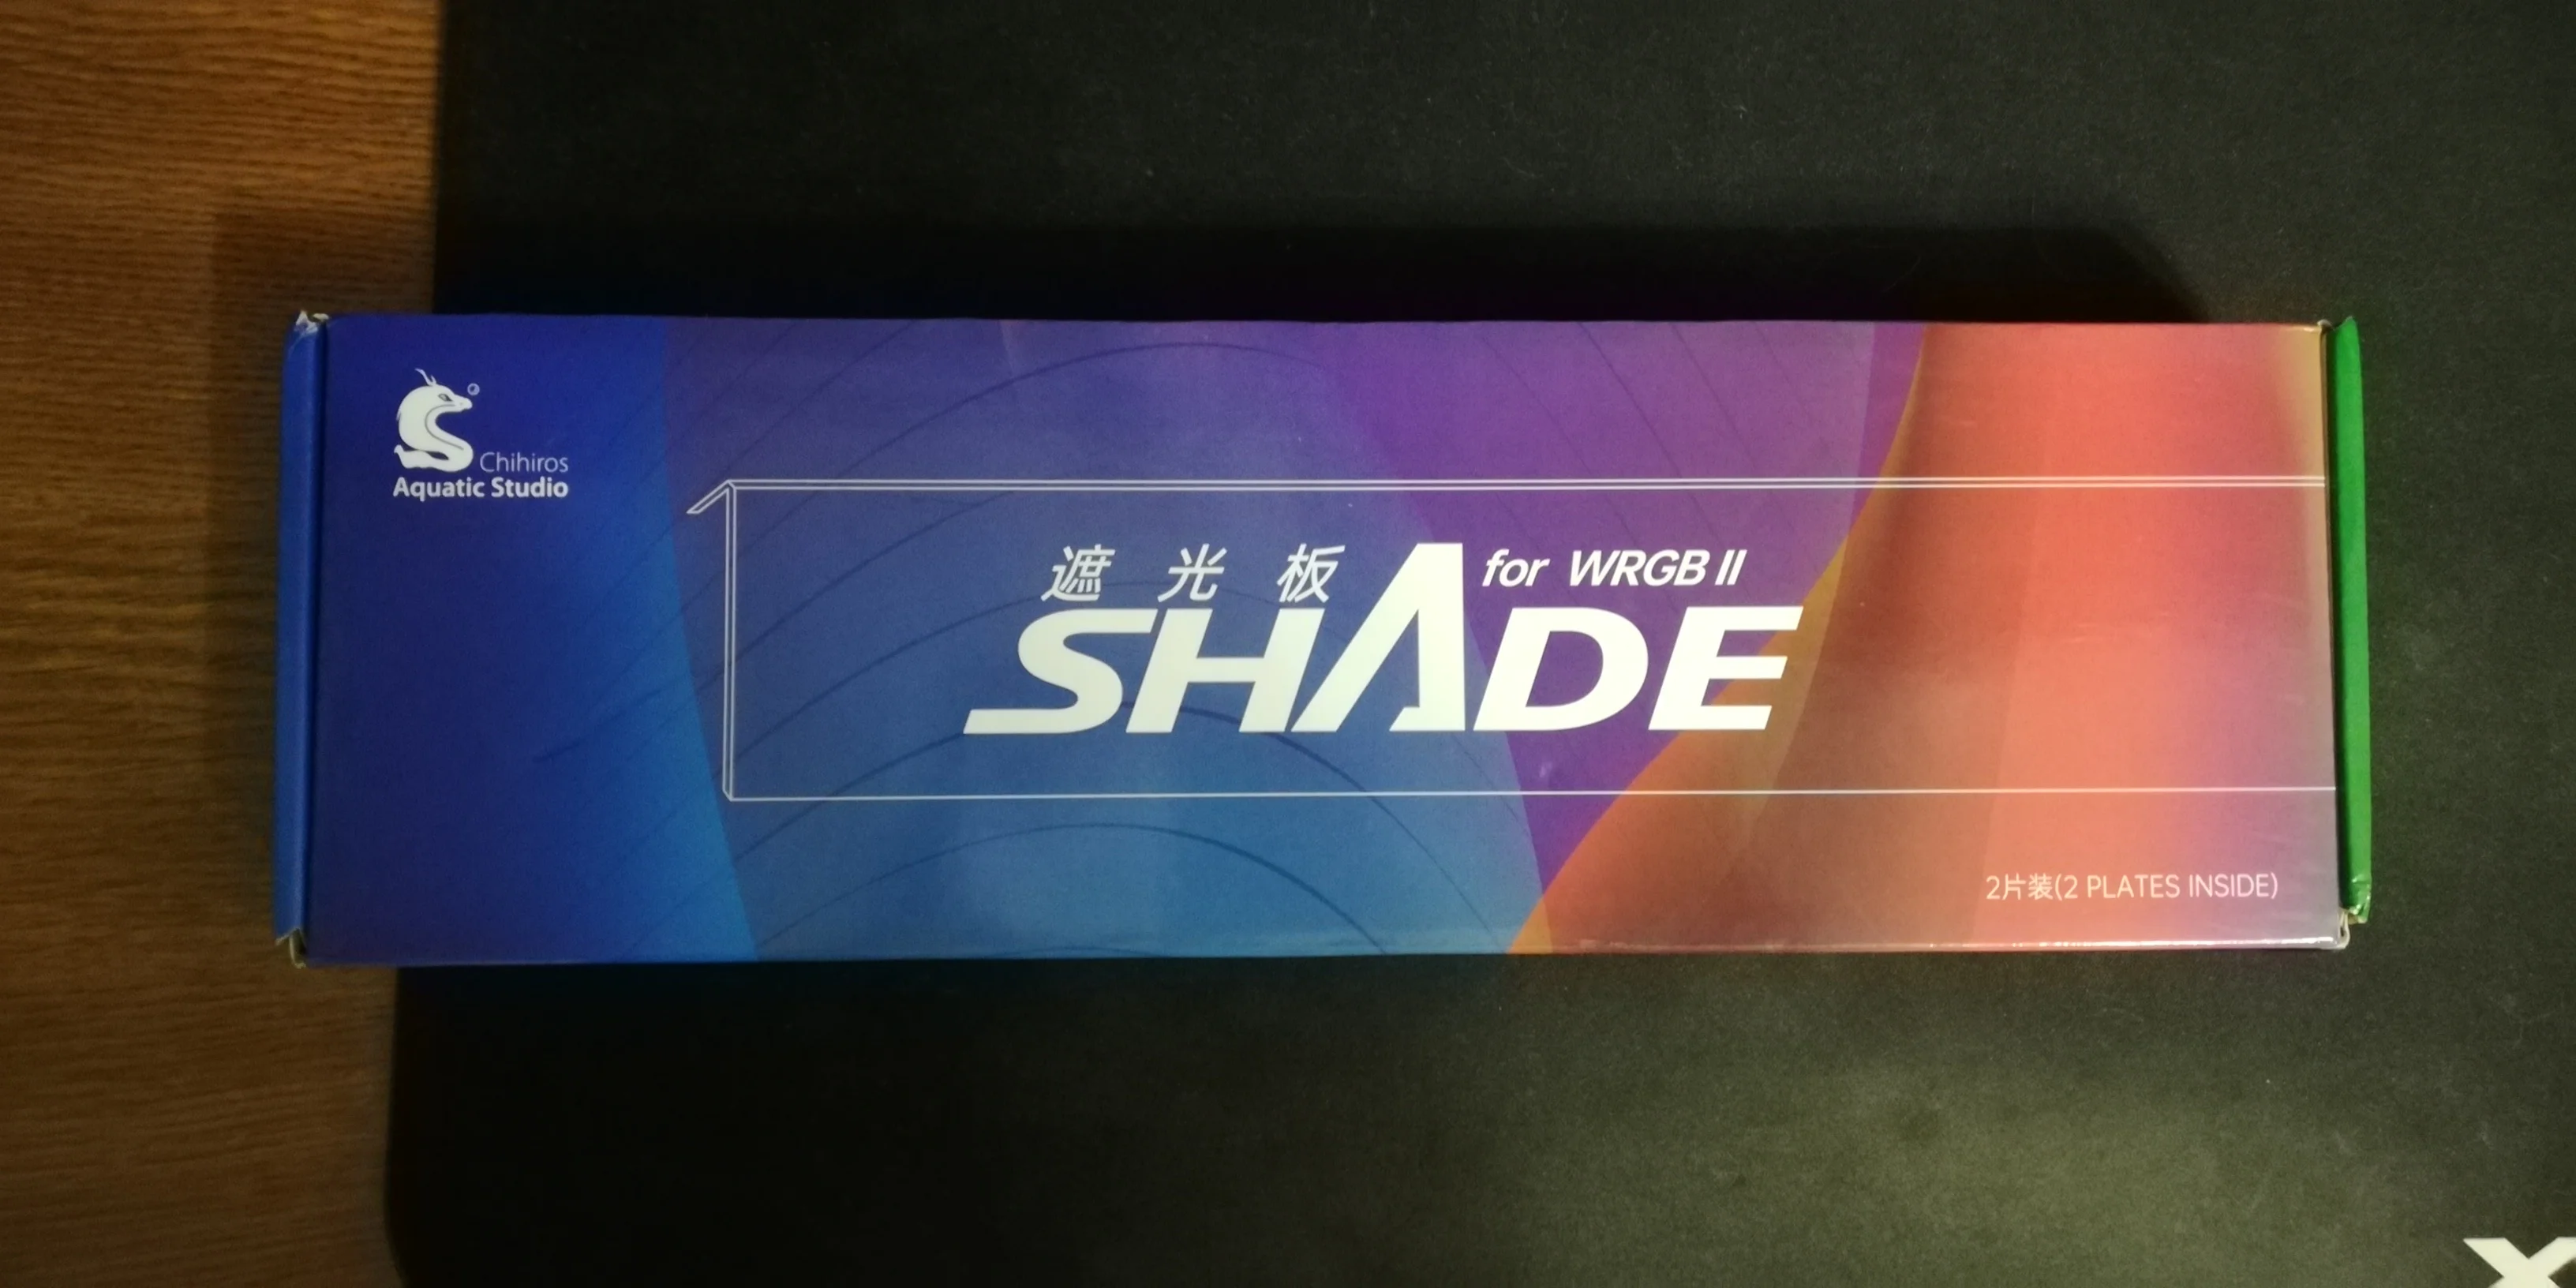 Chihiros
Aquatic Studio
遮光板 for WRGB II
SHADE
2片装(2 PLATES INSIDE)